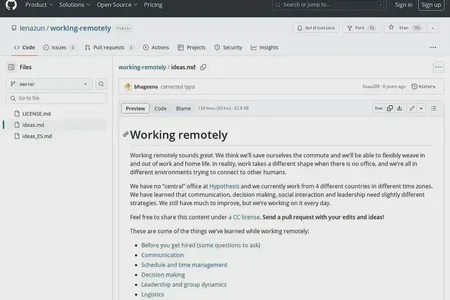 Product Solutions Open Source Pricing
Search or jump to...
Sign in
Sign up
lenazun / working-remotely
Public
Notifications
Fork
Star
Code
Issues
Pull requests
Actions
Projects
Security
Insights
Files
working-remotely / ideas.md
master
bhageena corrected typo
6 years ago
History
Go to file
Preview Code Blame
Raw
LICENSE.md
ideas.md
ideas_ES.md
Working remotely
Working remotely sounds great. We think we'll save ourselves the commute and we'll be able to flexibly weave in
and out of work and home life. In reality, work takes a different shape when there is no office, and we're all in
different environments trying to connect to other humans.
We have no "central" office at Hypothesis and we currently work from 4 different countries in different time zones.
We have learned that communication, decision making, social interaction and leadership need slightly different
strategies. We still have much to improve, but we're working on it every day.
Feel free to share this content under a CC license. Send a pull request with your edits and ideas!
These are some of the things we've learned while working remotely:
Before you get hired (some questions to ask)
Communication
Schedule and time management
Decision making
Leadership and group dynamics
Logistics